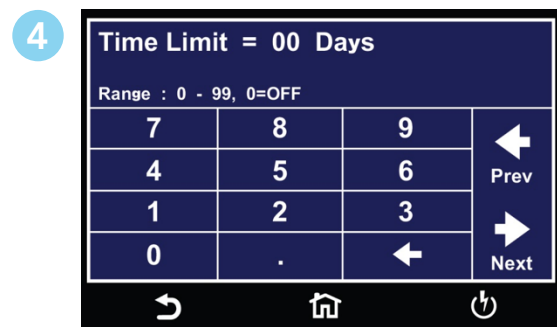 4
Time Limit = 00 Days
Range : 0 - 99, 0=OFF
7 8 9
4 5 6
Prev
1 2 3
0 .
Next